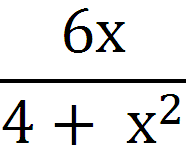 6x
4 + x²